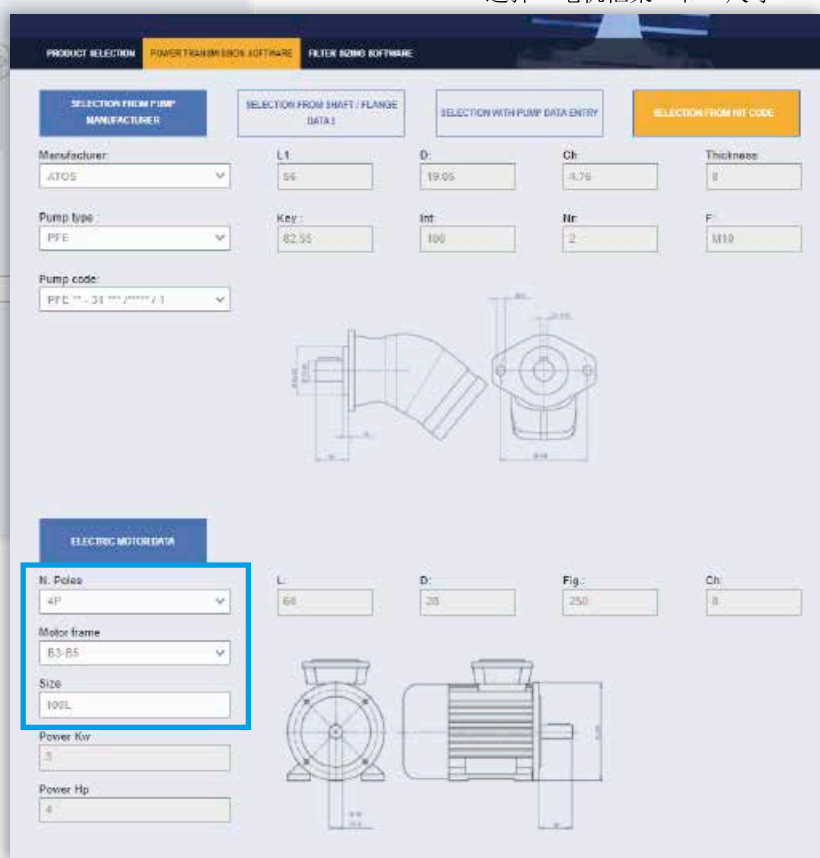 PRODUCT SELECTION POWER TRANSMISSION SOFTWARE FILTER SIZING SOFTWARE
SELECTION FROM PUMP MANUFACTURER
SELECTION FROM SHAFT / FLANGE DATA
SELECTION WITH PUMP DATA ENTRY
SELECTION FROM KIT CODE
Manufacturer: L1: D: Ch: Thickness
ATOS 56 19.05 4.76 8
Pump type : Key : Int: Nr: F:
PFE 82.55 106 2 M10
Pump code:
PFE ** - 31 *** /***** / 1
ELECTRIC MOTOR DATA
N. Poles L: D: Fig.: Ch:
4P 60 28 250 8
Motor frame
B3-B5
Size
100L
Power Kw
3
Power Hp
4